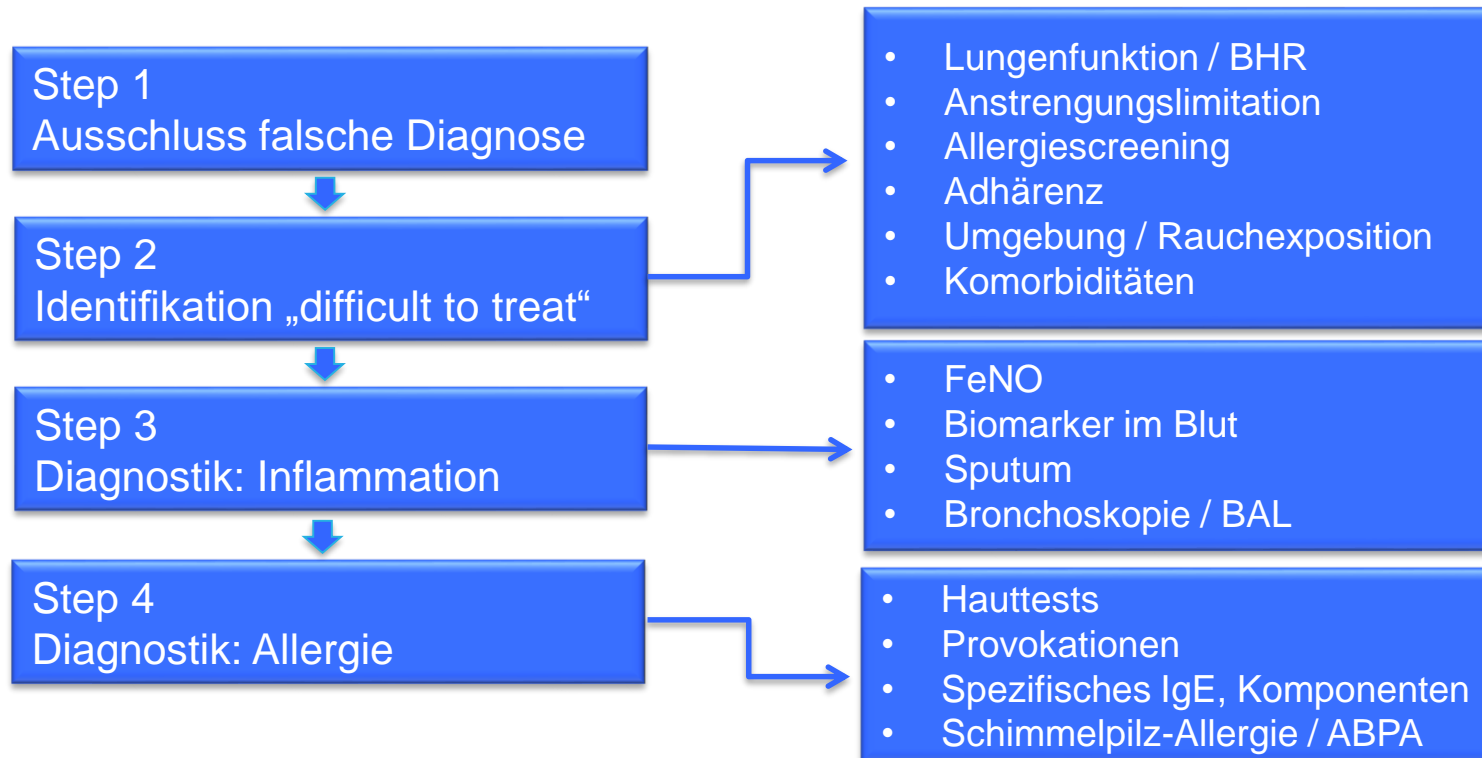 Step 1
Ausschluss falsche Diagnose
Step 2
Identifikation „difficult to treat“
Step 3
Diagnostik: Inflammation
Step 4
Diagnostik: Allergie
• Lungenfunktion / BHR
• Anstrengungslimitation
• Allergiescreening
• Adhärenz
• Umgebung / Rauchexposition
• Komorbiditäten
• FeNO
• Biomarker im Blut
• Sputum
• Bronchoskopie / BAL
• Hauttests
• Provokationen
• Spezifisches IgE, Komponenten
• Schimmelpilz-Allergie / ABPA